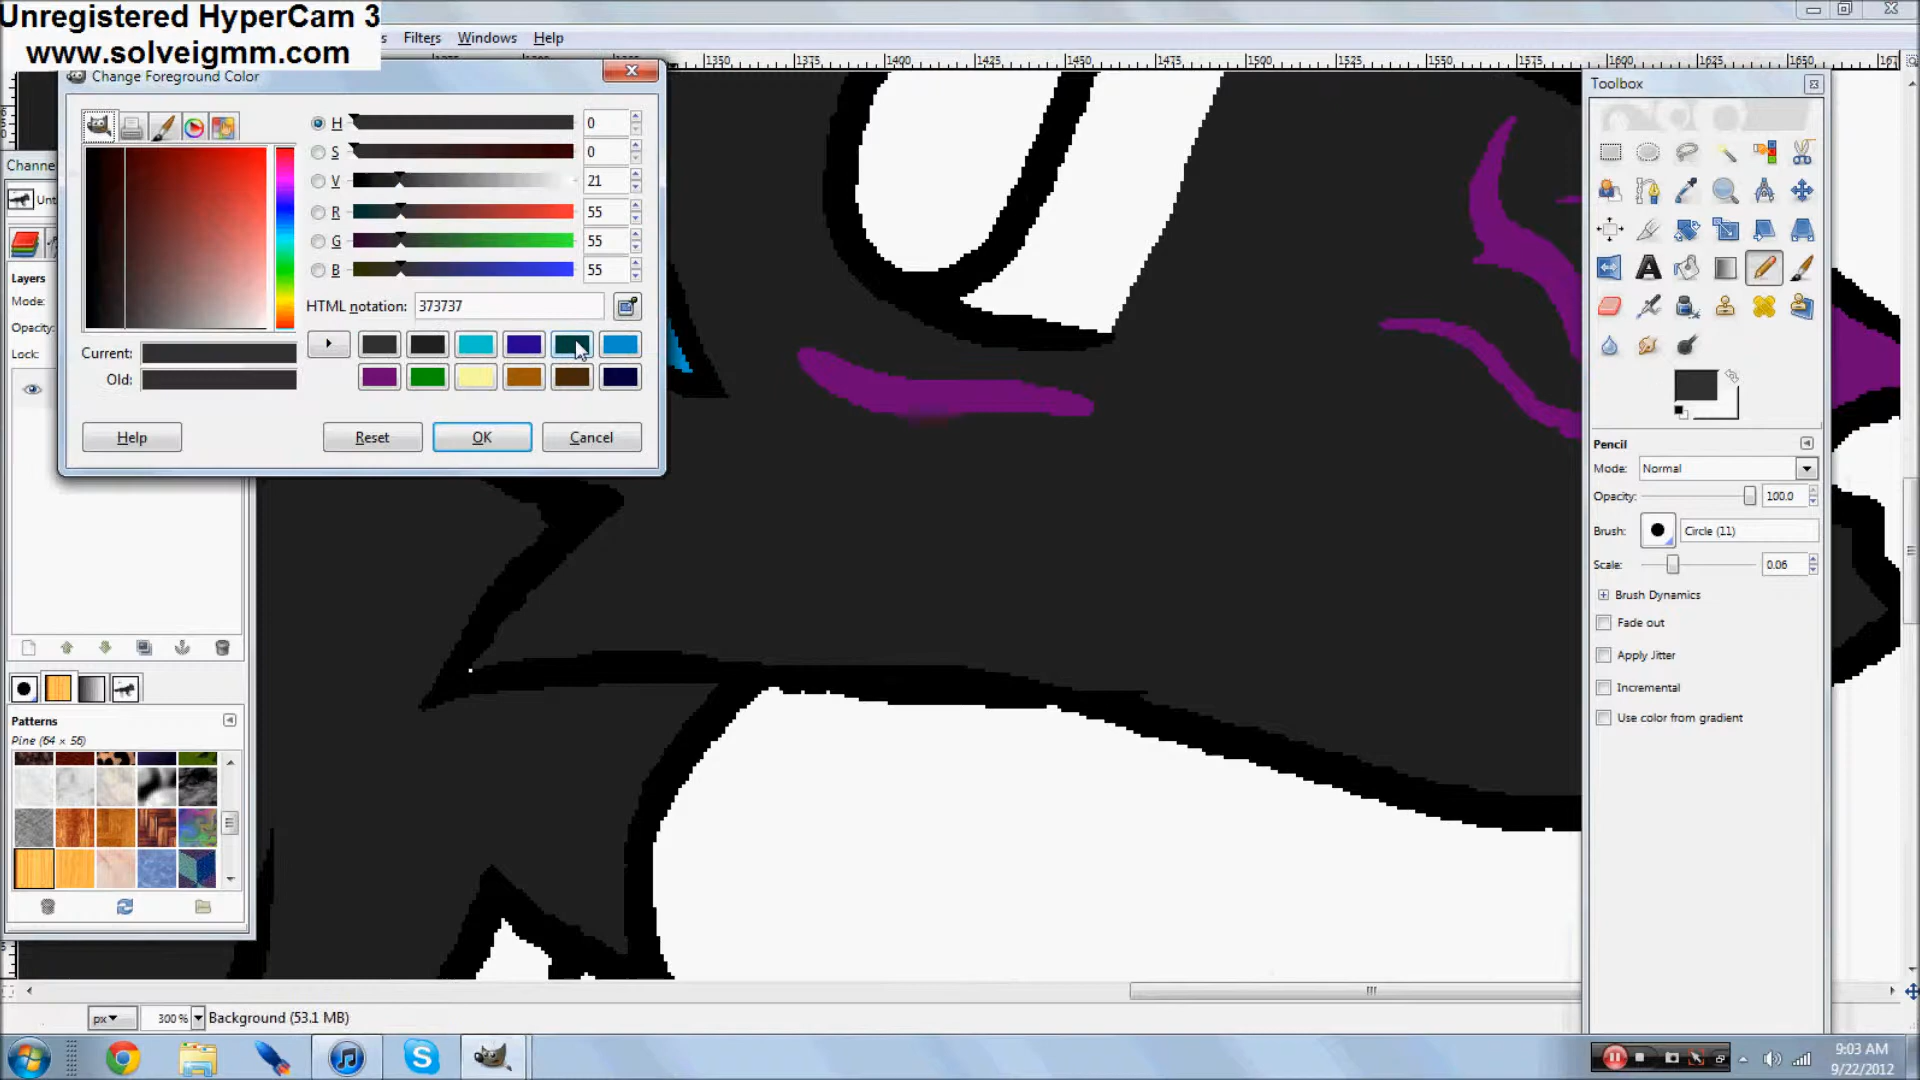 Unregistered HyperCam 3
www.solveigmm.com
Filters
Windows
Help
Change Foreground Color
1350
1375
1400
1425
1450
1475
1500
1525
1550
1575
1600
1625
1650
H
0
S
0
V
21
R
55
G
55
B
55
HTML notation:
373737
Current:
Old:
Help
Reset
OK
Cancel
Channe
Unt
Layers
Mode:
Opacity:
Lock:
Patterns
Pine (64 × 56)
Toolbox
Pencil
Mode:
Normal
Opacity:
100.0
Brush:
Circle (11)
Scale:
0.06
Brush Dynamics
Fade out
Apply Jitter
Incremental
Use color from gradient
px
300 %
Background (53.1 MB)
9:03 AM
9/22/2012